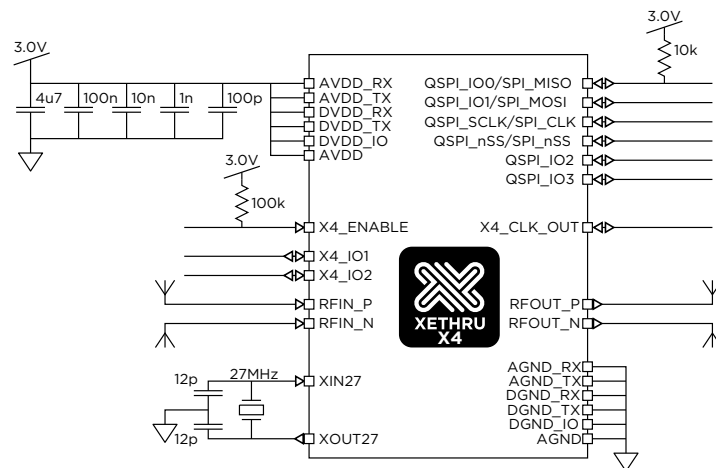 3.0V
3.0V
10k
4u7
100n
10n
1n
100p
AVDD_RX
AVDD_TX
DVDD_RX
DVDD_TX
DVDD_IO
AVDD
QSPI_IO0/SPI_MISO
QSPI_IO1/SPI_MOSI
QSPI_SCLK/SPI_CLK
QSPI_nSS/SPI_nSS
QSPI_IO2
QSPI_IO3
3.0V
100k
X4_ENABLE
X4_CLK_OUT
X4_IO1
X4_IO2
RFIN_P
RFIN_N
XETHRU
X4
RFOUT_P
RFOUT_N
12p
27MHz
12p
XIN27
XOUT27
AGND_RX
AGND_TX
DGND_RX
DGND_TX
DGND_IO
AGND